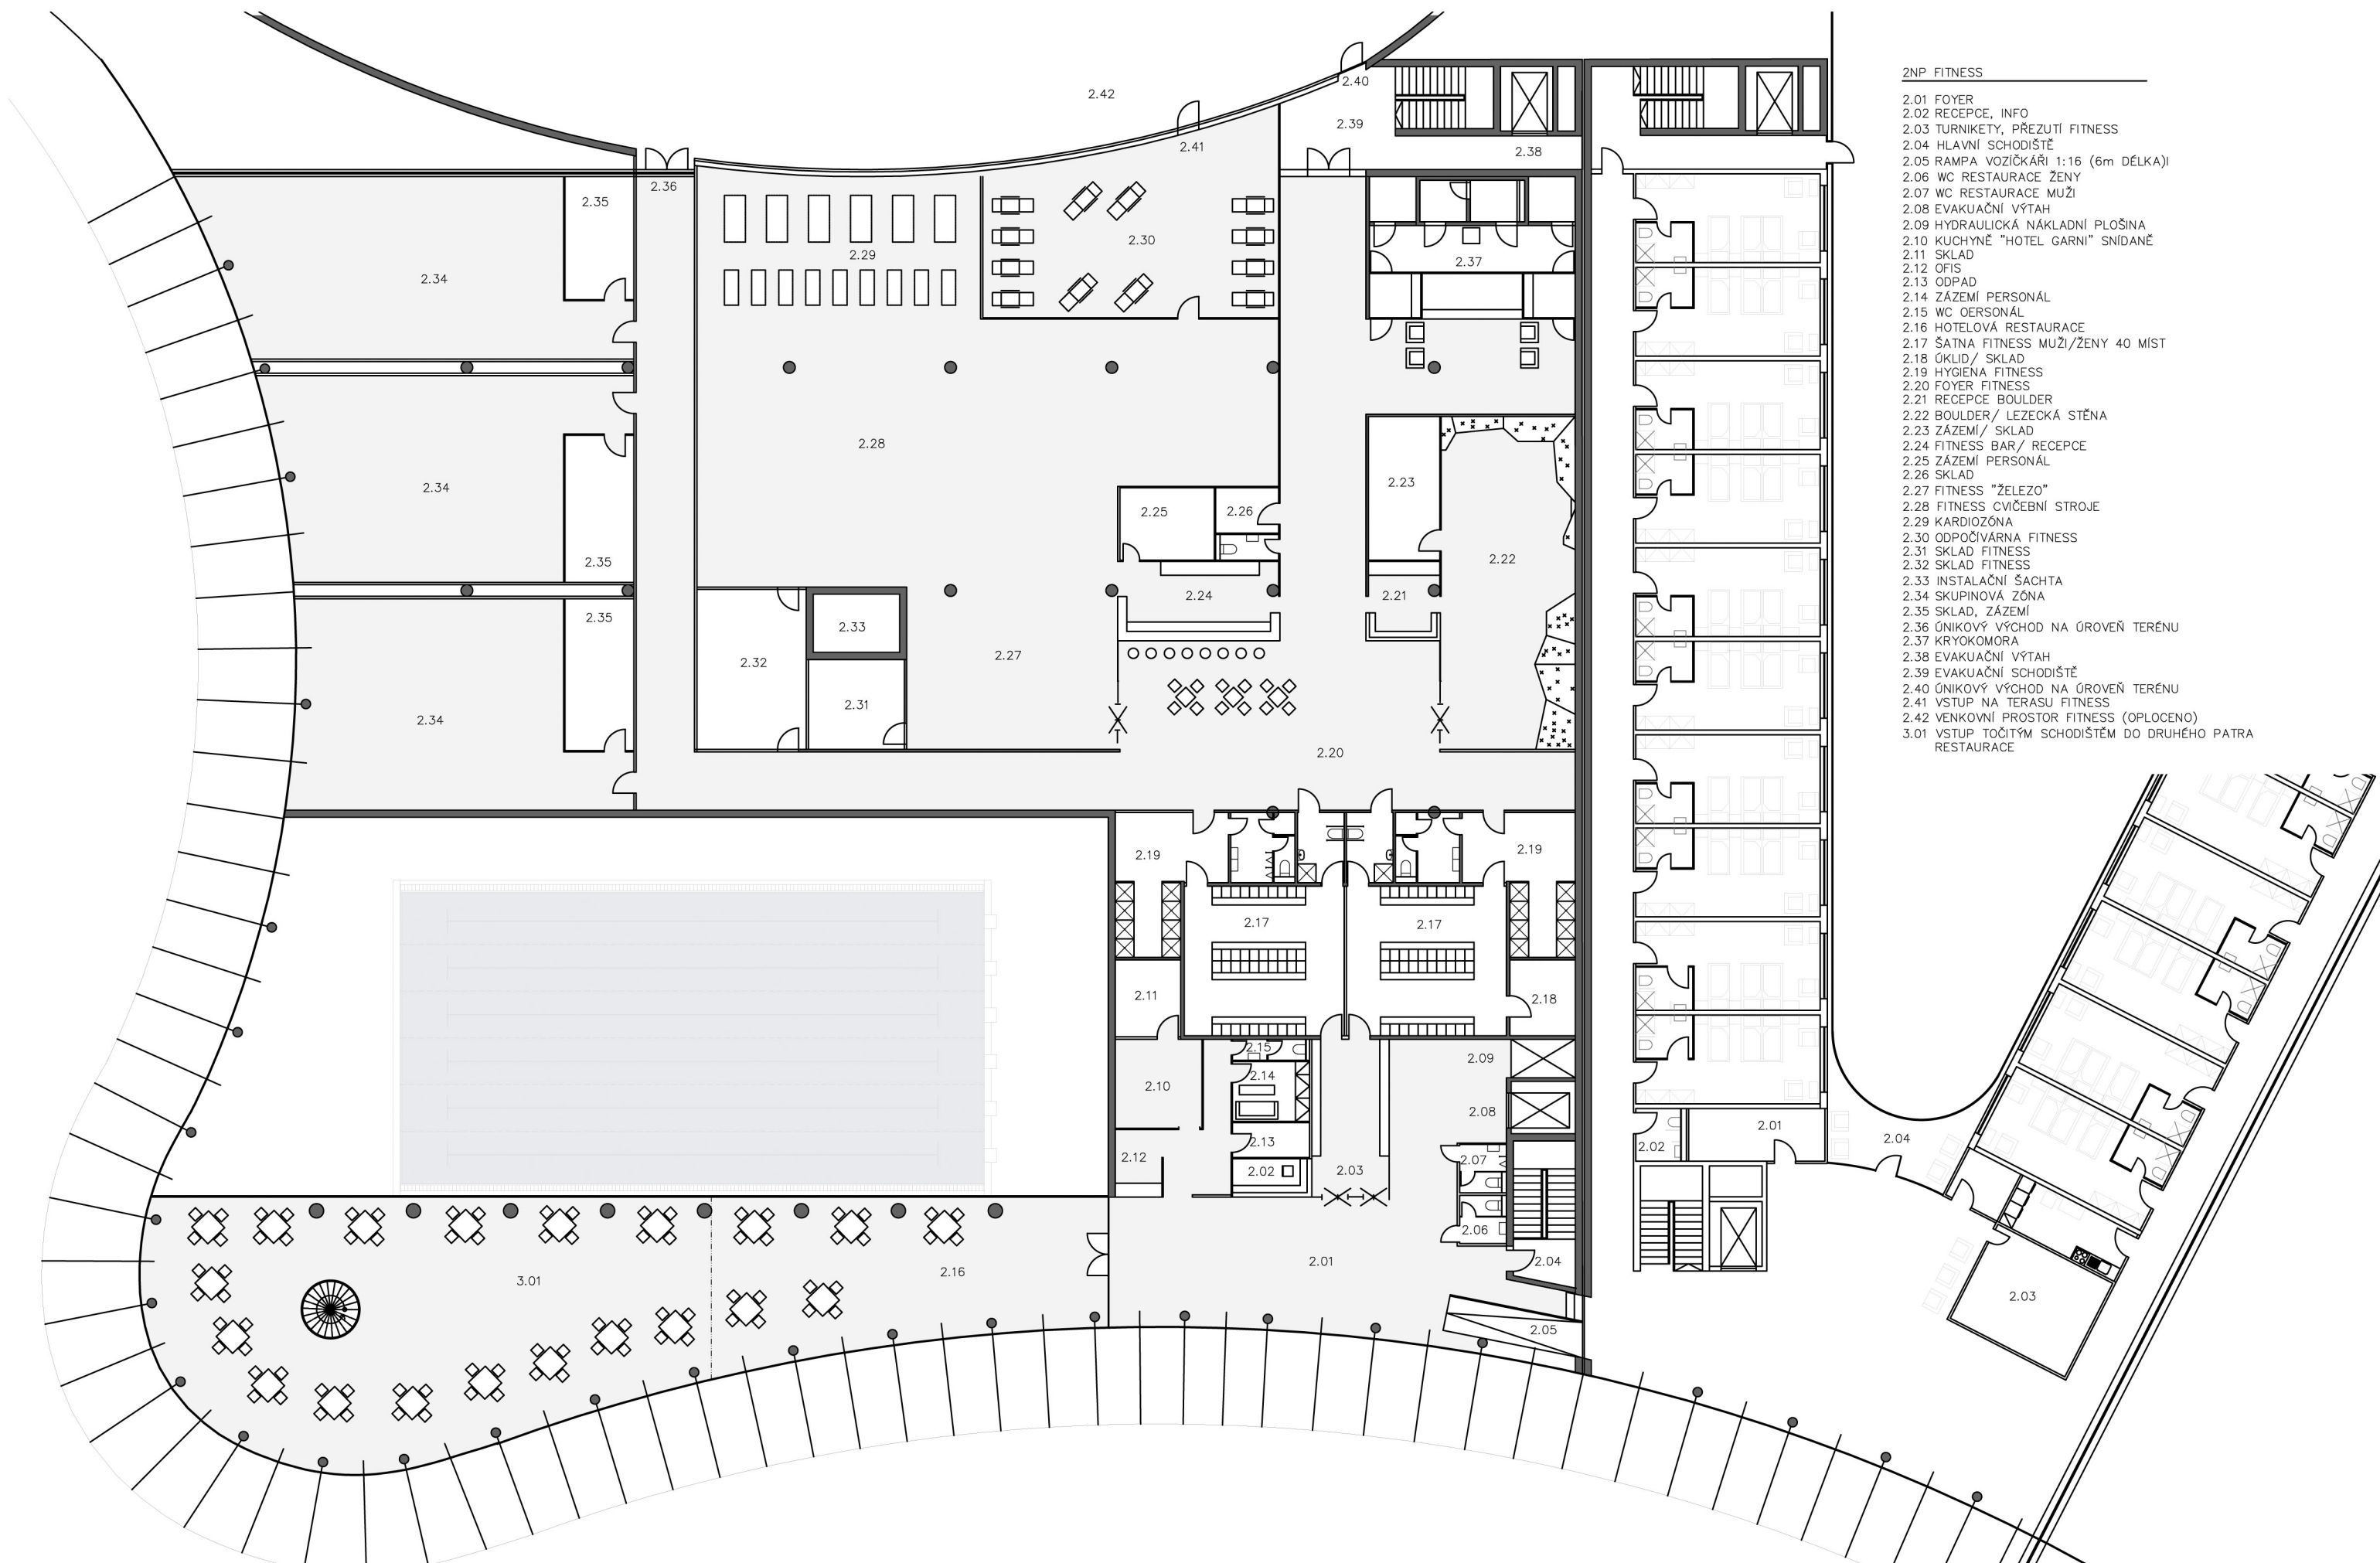 2.40
2.42
2.39
2.41
2.38
2.36
2.35
2.30
2.29
2.37
2.34
2.28
2.23
2.34
2.25
2.26
2.22
2.35
2.24
2.21
2.35
2.33
2.27
2.32
2.31
2.34
2.20
2.19
2.19
2.17
2.17
2.11
2.18
2.15
2.09
2.14
2.10
2.08
2.13
2.12
2.02
2.03
2.07
2.06
2.01
2.04
2.16
3.01
2.05
2.01
2.02
2.04
2.03
2NP FITNESS
2.01 FOYER
2.02 RECEPCE, INFO
2.03 TURNIKETY, PŘEZUTÍ FITNESS
2.04 HLAVNÍ SCHODIŠTĚ
2.05 RAMPA VOZÍČKÁŘI 1:16 (6m DÉLKA)I
2.06 WC RESTAURACE ŽENY
2.07 WC RESTAURACE MUŽI
2.08 EVAKUAČNÍ VÝTAH
2.09 HYDRAULICKÁ NÁKLADNÍ PLOŠINA
2.10 KUCHYNĚ "HOTEL GARNI" SNÍDANĚ
2.11 SKLAD
2.12 OFIS
2.13 ODPAD
2.14 ZÁZEMÍ PERSONÁL
2.15 WC OERSONÁL
2.16 HOTELOVÁ RESTAURACE
2.17 ŠATNA FITNESS MUŽI/ŽENY 40 MÍST
2.18 ÚKLID/ SKLAD
2.19 HYGIENA FITNESS
2.20 FOYER FITNESS
2.21 RECEPCE BOULDER
2.22 BOULDER/ LEZECKÁ STĚNA
2.23 ZÁZEMÍ/ SKLAD
2.24 FITNESS BAR/ RECEPCE
2.25 ZÁZEMÍ PERSONÁL
2.26 SKLAD
2.27 FITNESS "ŽELEZO"
2.28 FITNESS CVIČEBNÍ STROJE
2.29 KARDIOZÓNA
2.30 ODPOČÍVÁRNA FITNESS
2.31 SKLAD FITNESS
2.32 SKLAD FITNESS
2.33 INSTALAČNÍ ŠACHTA
2.34 SKUPINOVÁ ZÓNA
2.35 SKLAD, ZÁZEMÍ
2.36 ÚNIKOVÝ VÝCHOD NA ÚROVEŇ TERÉNU
2.37 KRYOKOMORA
2.38 EVAKUAČNÍ VÝTAH
2.39 EVAKUAČNÍ SCHODIŠTĚ
2.40 ÚNIKOVÝ VÝCHOD NA ÚROVEŇ TERÉNU
2.41 VSTUP NA TERASU FITNESS
2.42 VENKOVNÍ PROSTOR FITNESS (OPLOCENO)
3.01 VSTUP TOČITÝM SCHODIŠTĚM DO DRUHÉHO PATRA
RESTAURACE